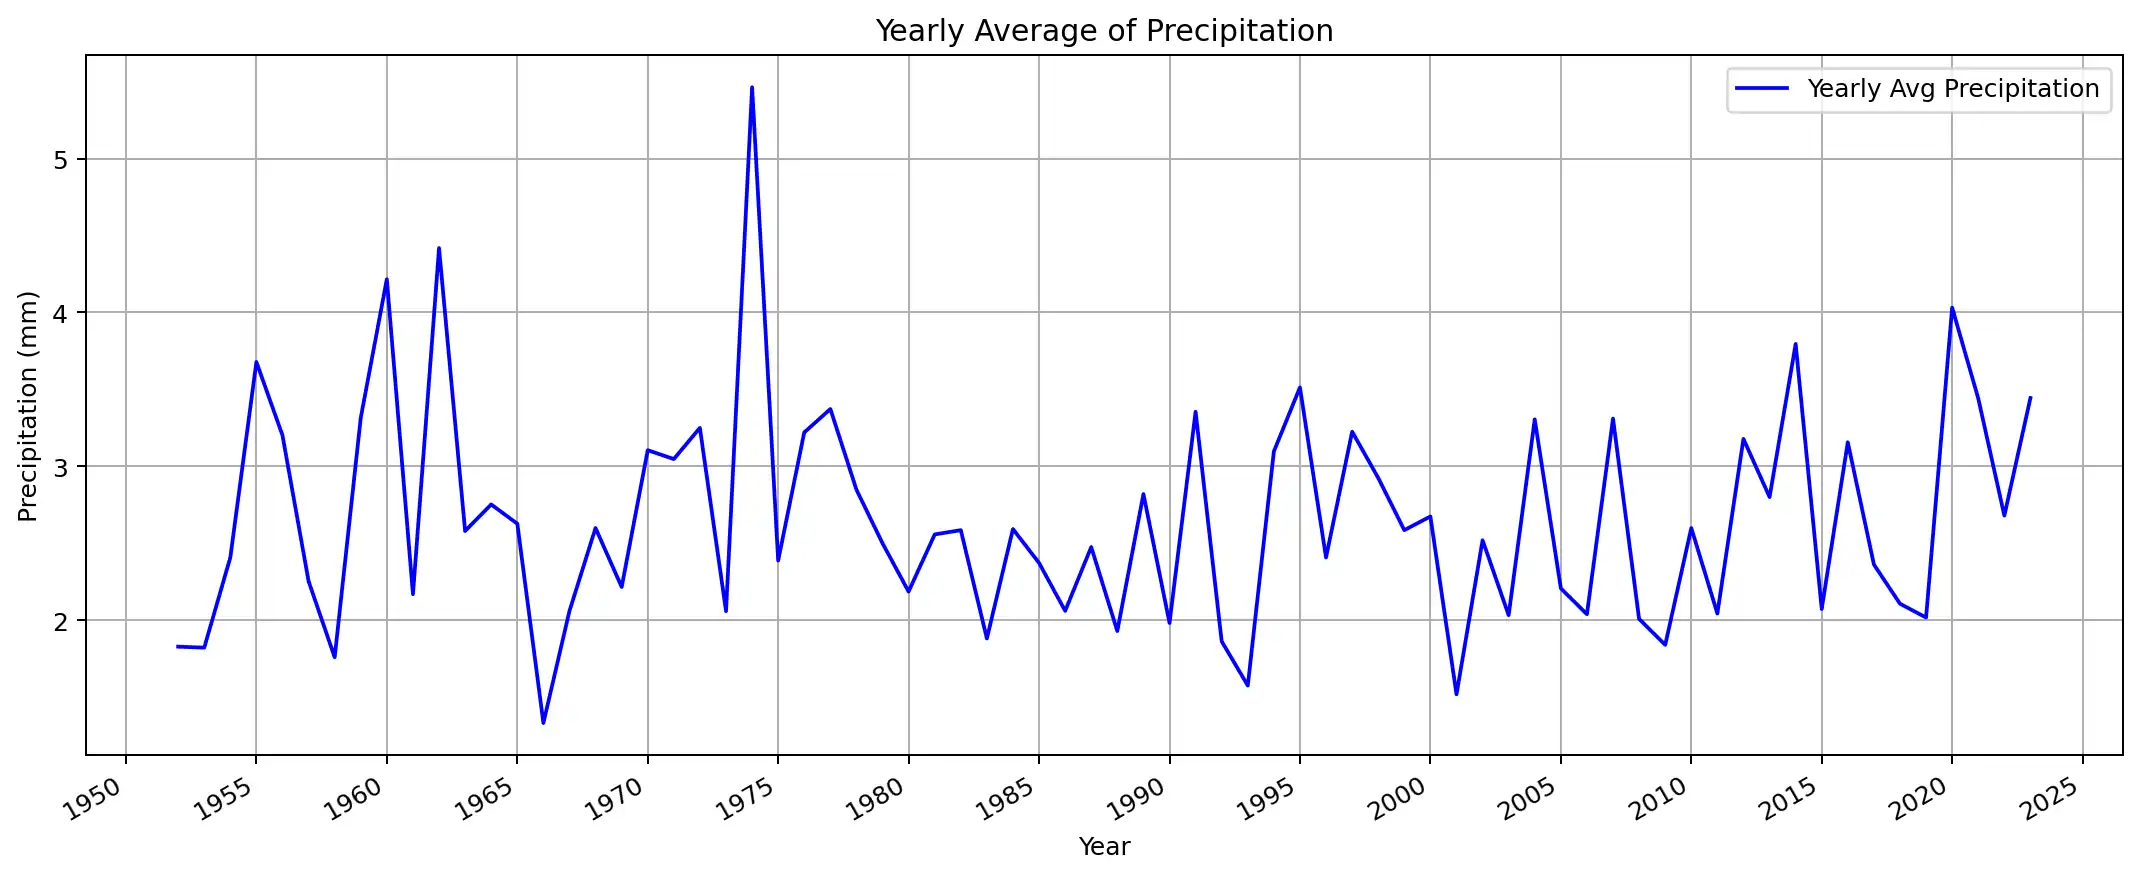 Yearly Average of Precipitation
Yearly Avg Precipitation
Precipitation (mm)
5
4
3
2
1950 1955 1960 1965 1970 1975 1980 1985 1990 1995 2000 2005 2010 2015 2020 2025
Year